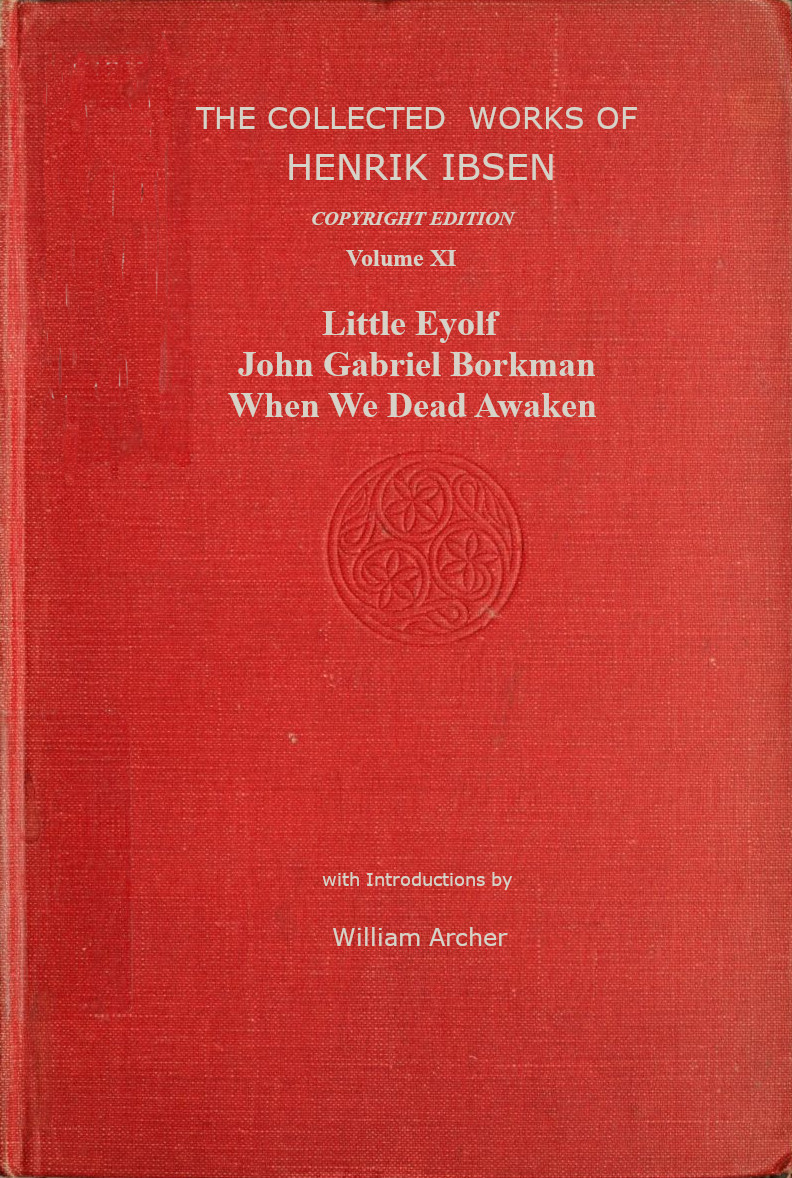 THE COLLECTED WORKS OF
HENRIK IBSEN
COPYRIGHT EDITION
Volume XI
Little Eyolf
John Gabriel Borkman
When We Dead Awaken
with Introductions by
William Archer